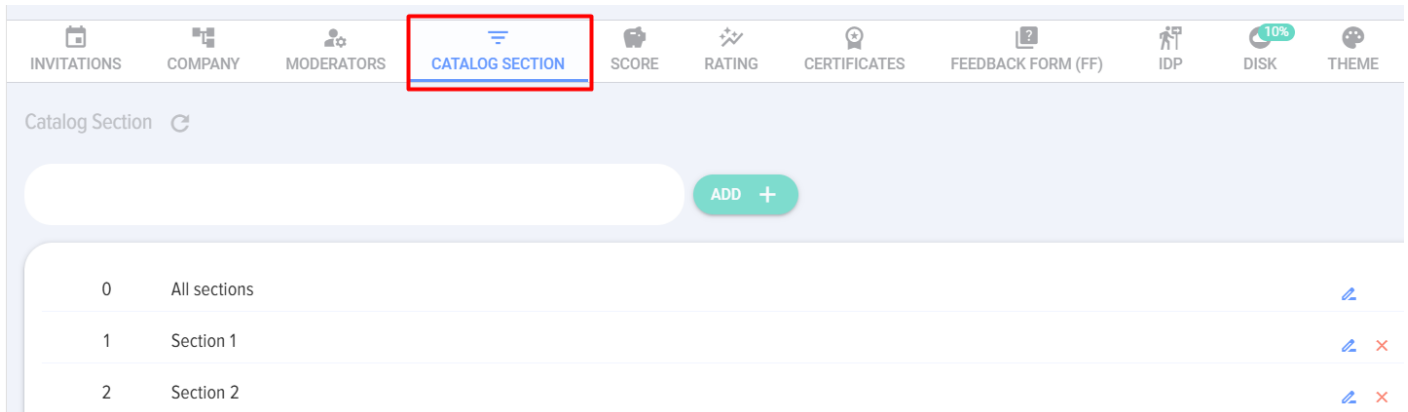 INVITATIONS COMPANY MODERATORS CATALOG SECTION SCORE RATING CERTIFICATES FEEDBACK FORM (FF) IDP 10% DISK THEME
Catalog Section
ADD +
0 All sections
1 Section 1
2 Section 2